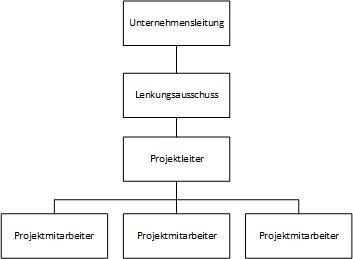 Unternehmensleitung
Lenkungsausschuss
Projektleiter
Projektmitarbeiter
Projektmitarbeiter
Projektmitarbeiter